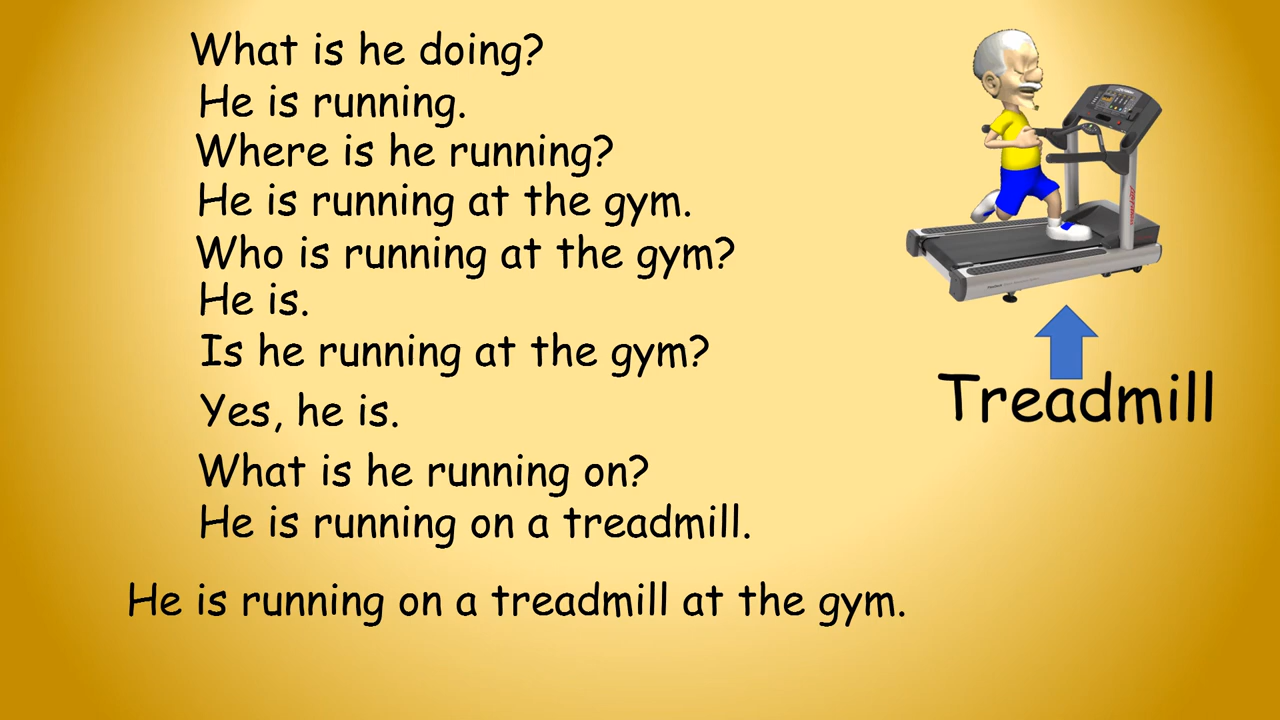 What is he doing?
He is running.
Where is he running?
He is running at the gym.
Who is running at the gym?
He is.
Is he running at the gym?
Yes, he is.
What is he running on?
He is running on a treadmill.
He is running on a treadmill at the gym.
Treadmill